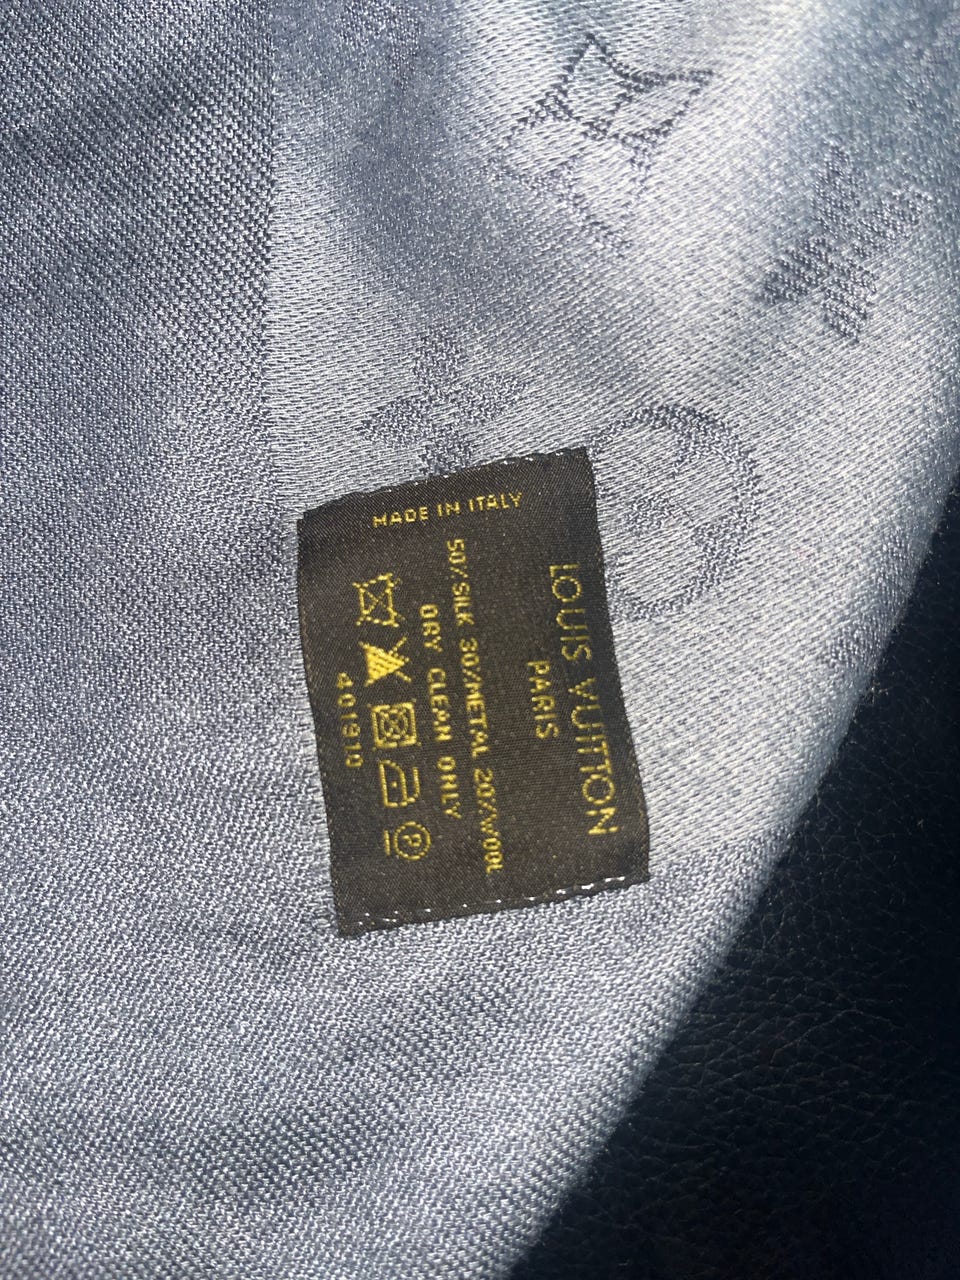 LOUIS VUITTON
PARIS
50%SILK 30%METAL 20%WOOL
DRY CLEAN ONLY
P
401910
MADE IN ITALY